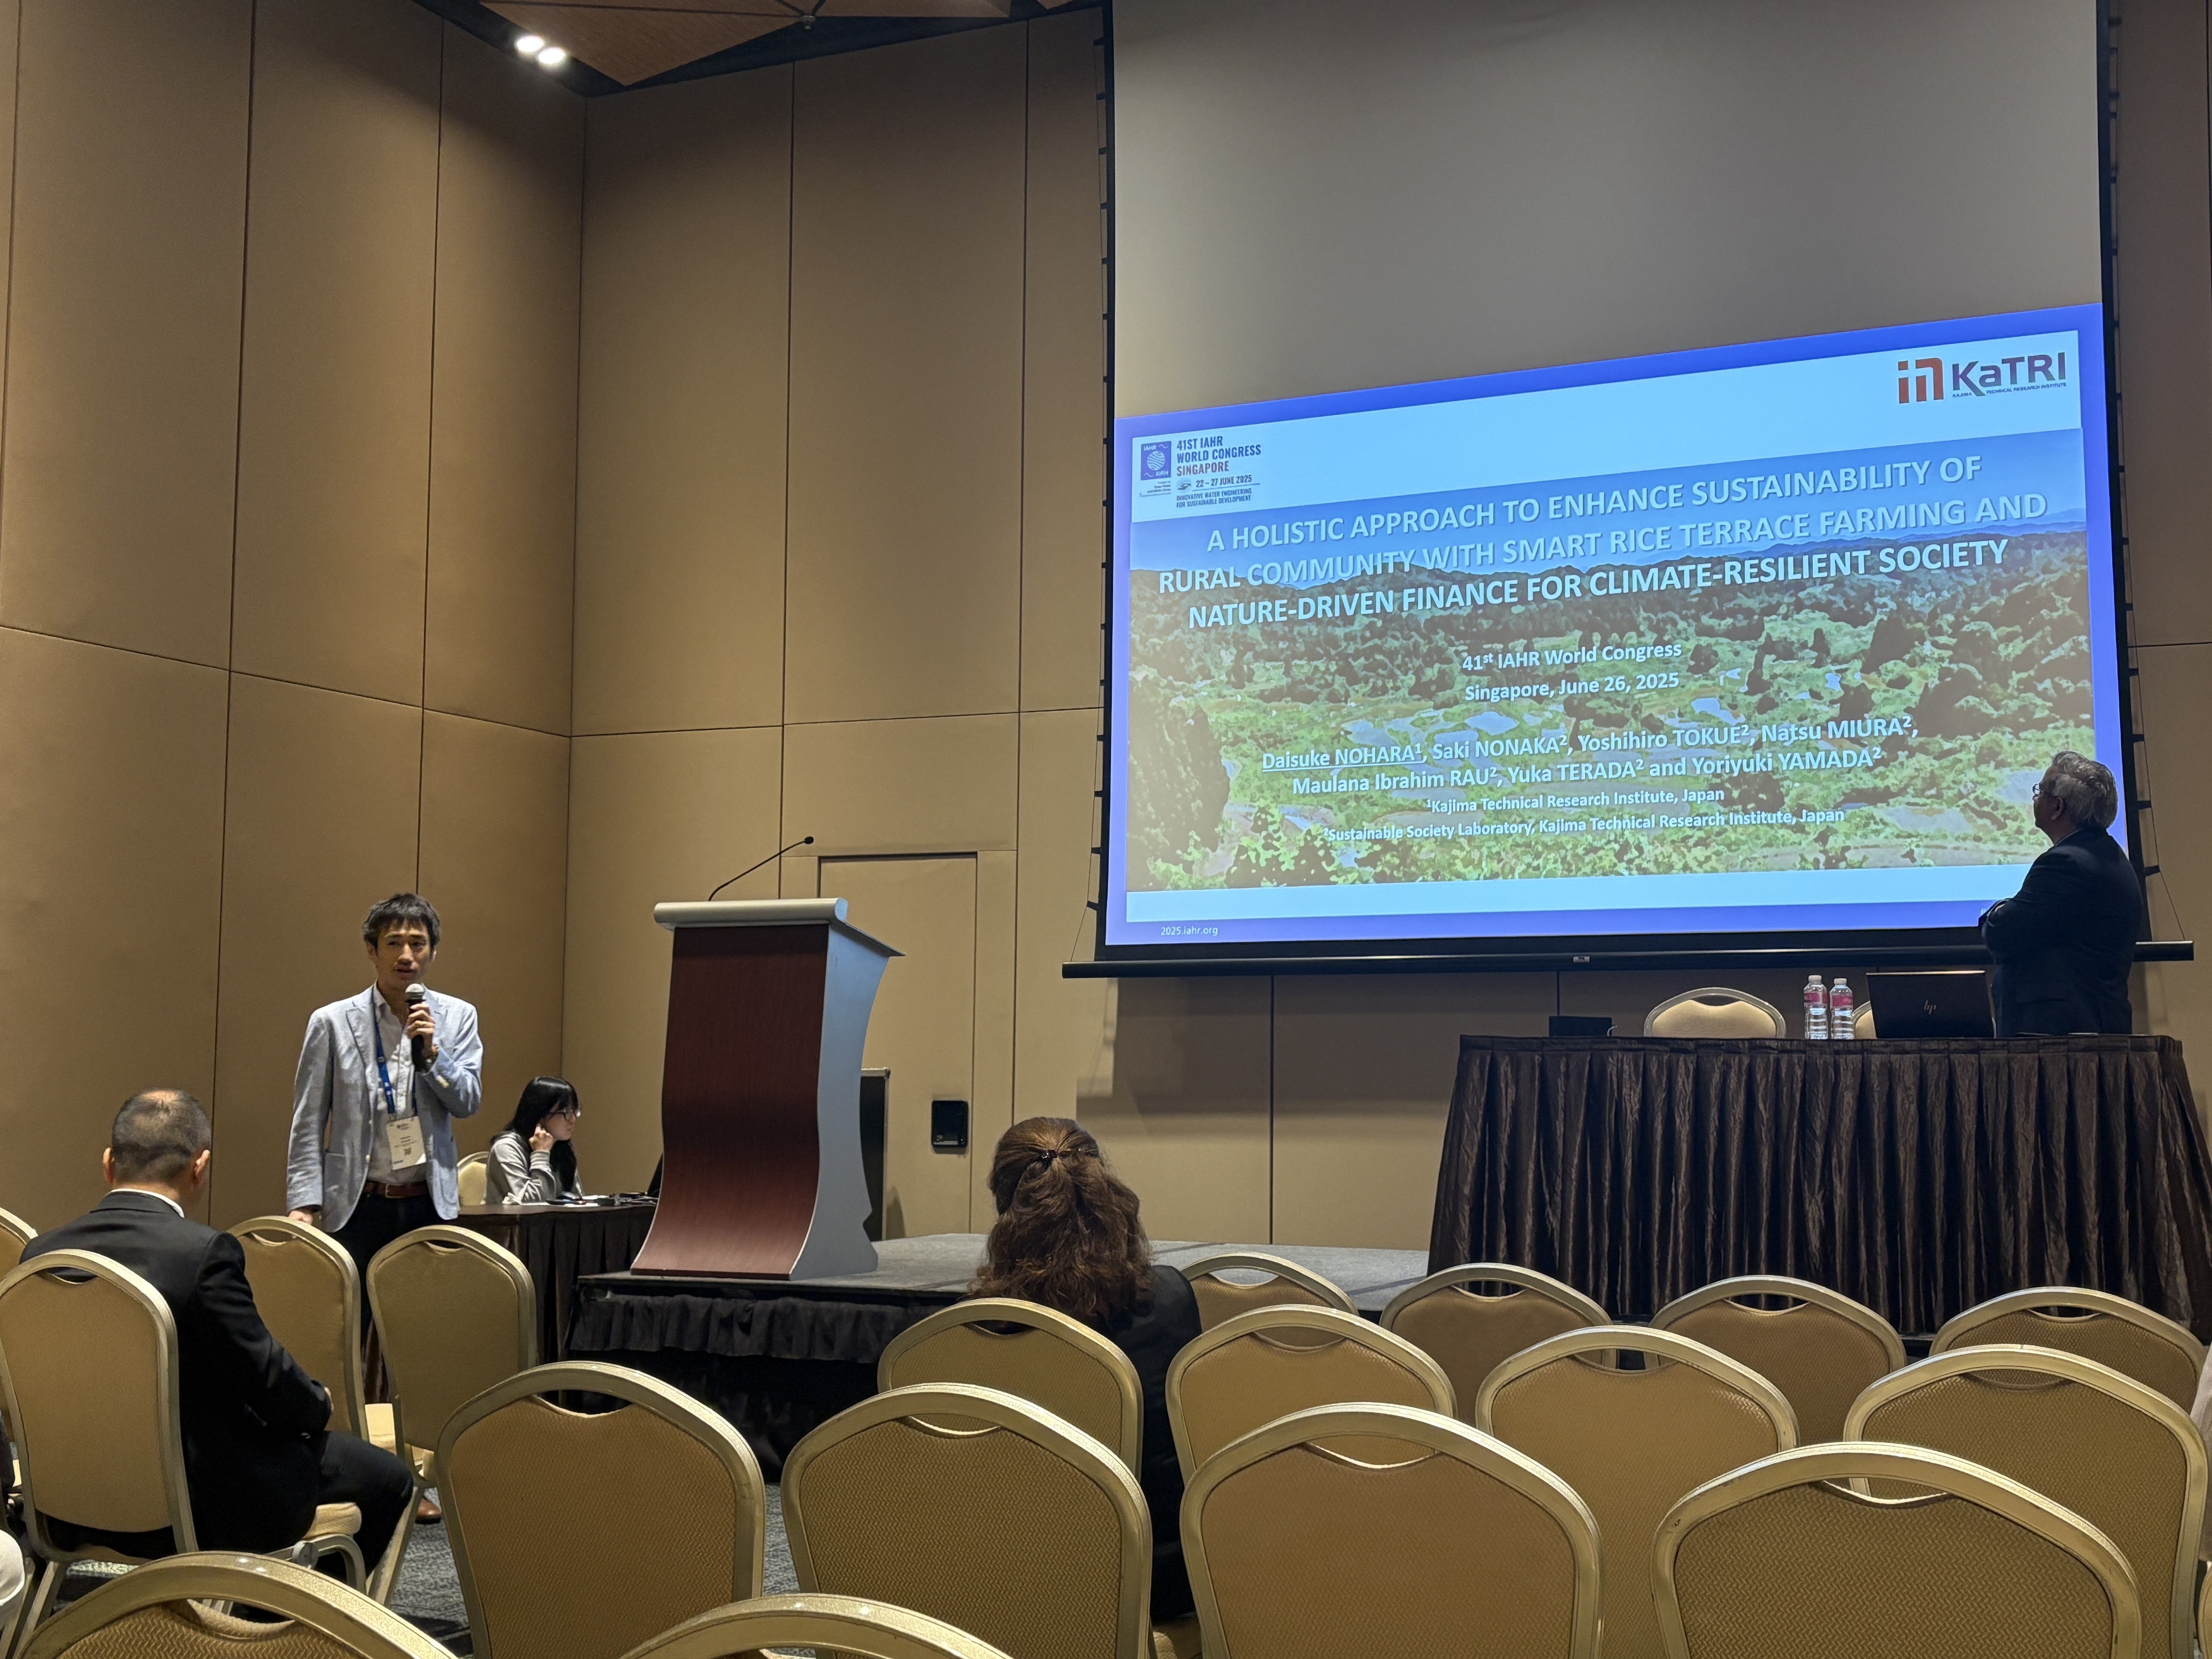 KaTRI
KAJIMA TECHNICAL RESEARCH INSTITUTE
IAHR
AIRH
41ST IAHR
WORLD CONGRESS
SINGAPORE
22 – 27 JUNE 2025
INNOVATIVE WATER ENGINEERING
FOR SUSTAINABLE DEVELOPMENT
A HOLISTIC APPROACH TO ENHANCE SUSTAINABILITY OF
RURAL COMMUNITY WITH SMART RICE TERRACE FARMING AND
NATURE-DRIVEN FINANCE FOR CLIMATE-RESILIENT SOCIETY
41st IAHR World Congress
Singapore, June 26, 2025
Daisuke NOHARA¹, Saki NONAKA², Yoshihiro TOKUE², Natsu MIURA²,
Maulana Ibrahim RAU², Yuka TERADA² and Yoriyuki YAMADA²
¹Kajima Technical Research Institute, Japan
²Sustainable Society Laboratory, Kajima Technical Research Institute, Japan
2025.iahr.org
hp